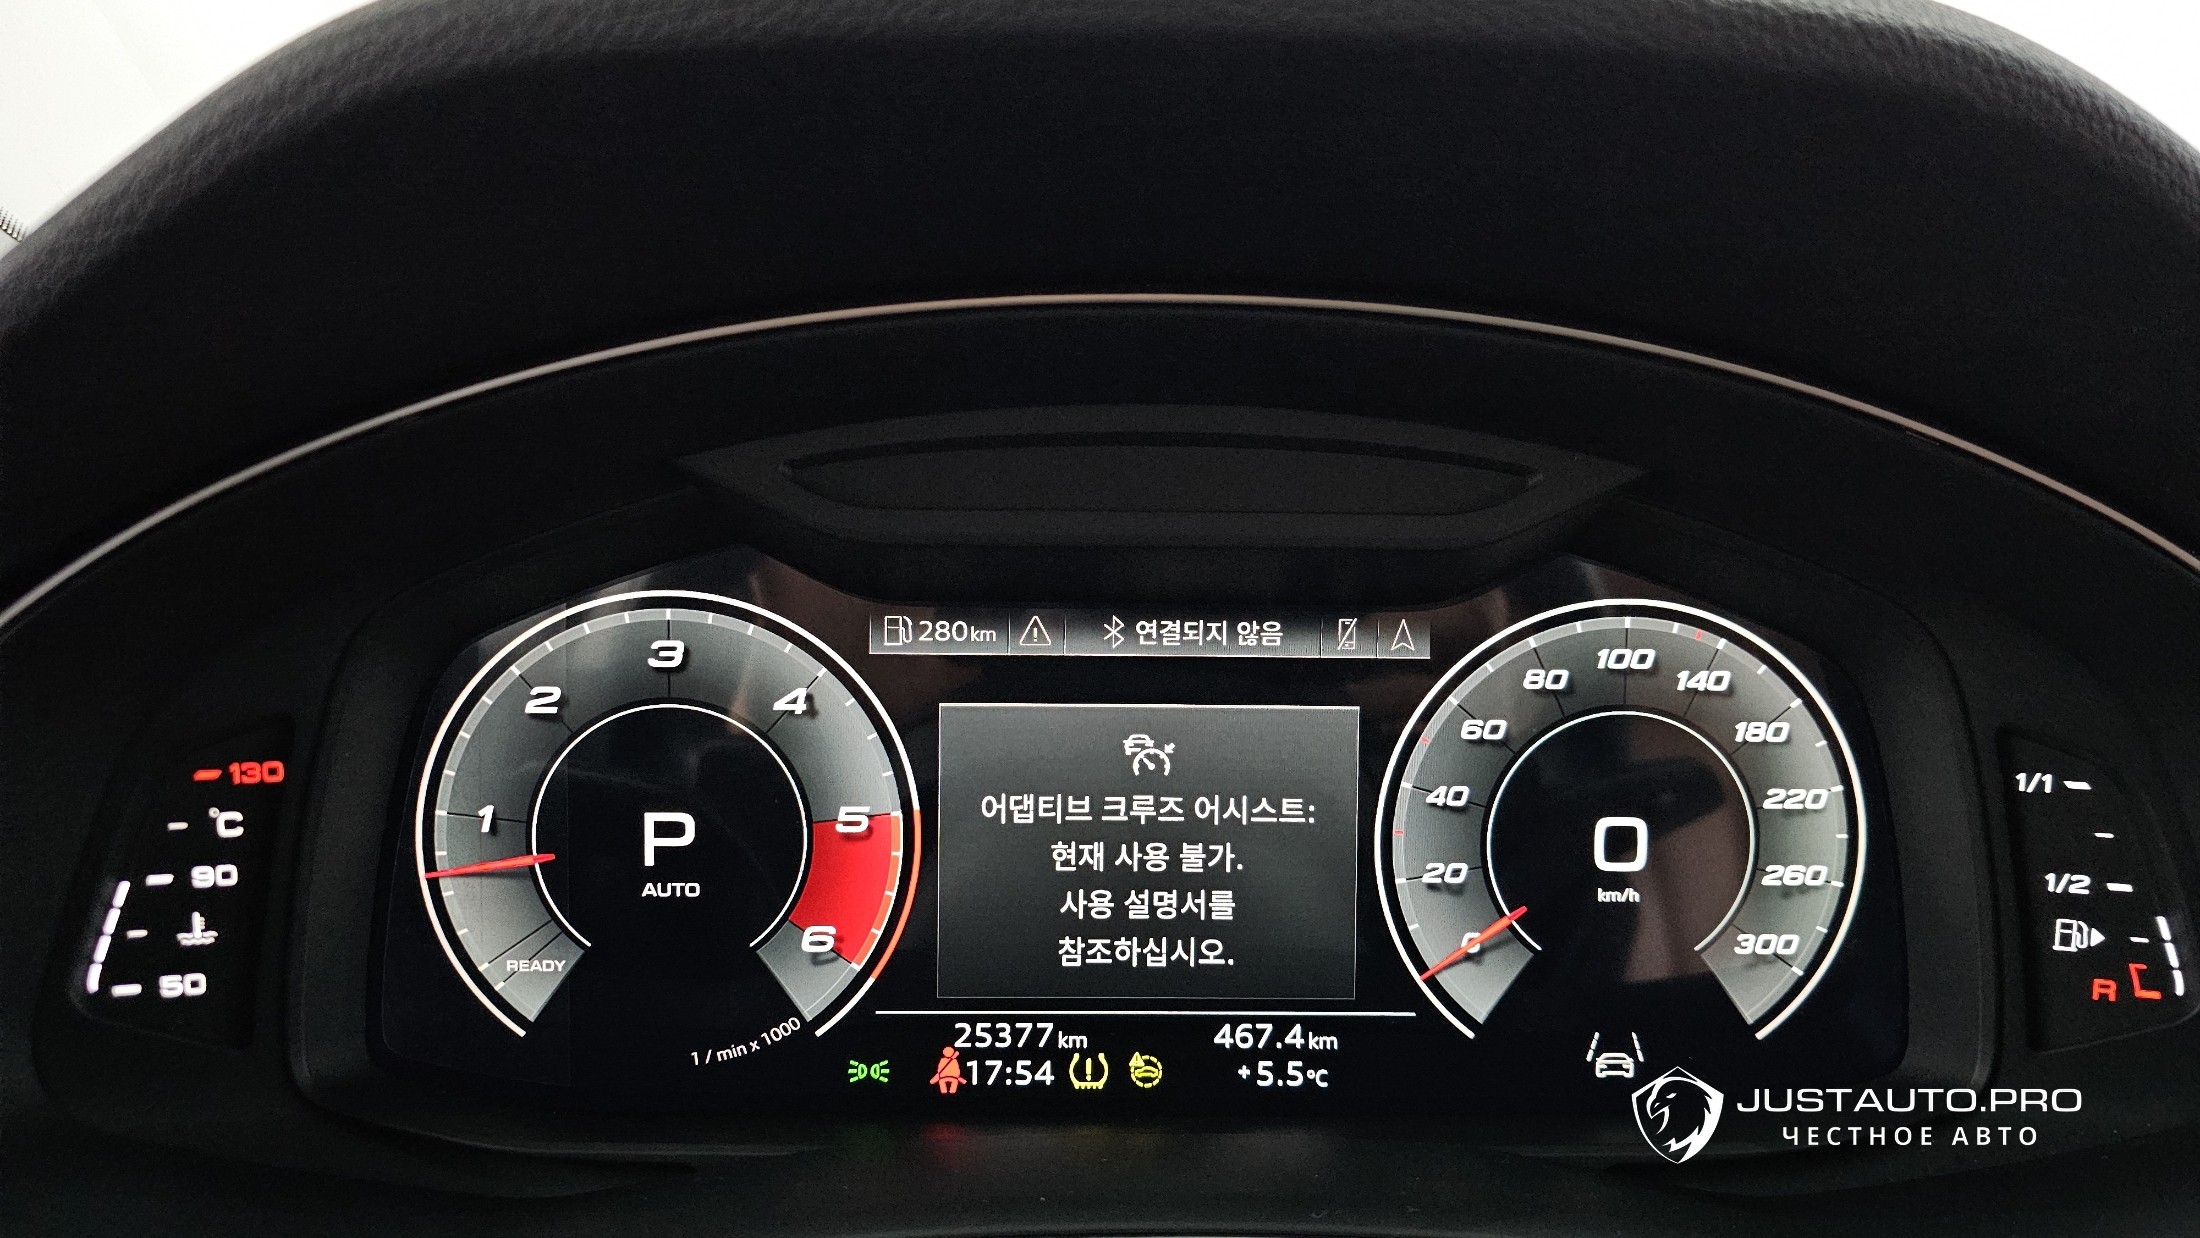 280km
연결되지 않음
1
2
3
4
5
6
READY
P
AUTO
1 / min x 1000
어댑티브 크루즈 어시스트:
현재 사용 불가.
사용 설명서를
참조하십시오.
0
20
40
60
80
100
140
180
220
260
300
0
km/h
130
°C
90
50
1/1
1/2
R
25377km
467.4km
17:54
+5.5°C
JUSTAUTO.PRO
ЧЕСТНОЕ АВТО